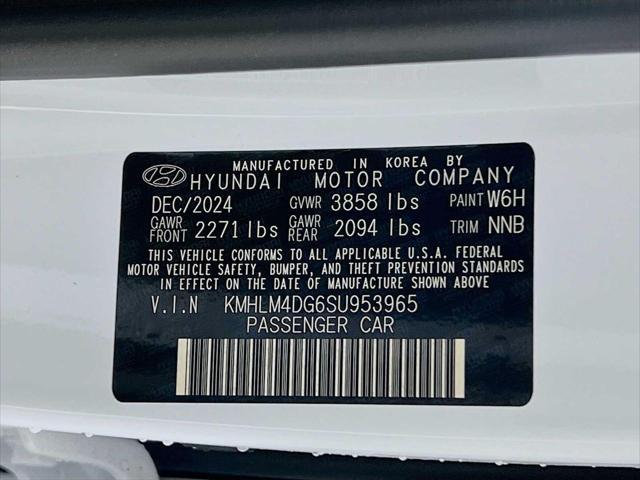 MANUFACTURED IN KOREA BY
HYUNDAI MOTOR COMPANY
DEC/2024 GVWR 3858 lbs PAINT W6H
GAWR FRONT 2271 lbs GAWR REAR 2094 lbs TRIM NNB
THIS VEHICLE CONFORMS TO ALL APPLICABLE U.S.A. FEDERAL
MOTOR VEHICLE SAFETY, BUMPER, AND THEFT PREVENTION
STANDARDS IN EFFECT ON THE DATE OF MANUFACTURE SHOWN ABOVE.
V.I.N KMHLM4DG6SU953965
PASSENGER CAR